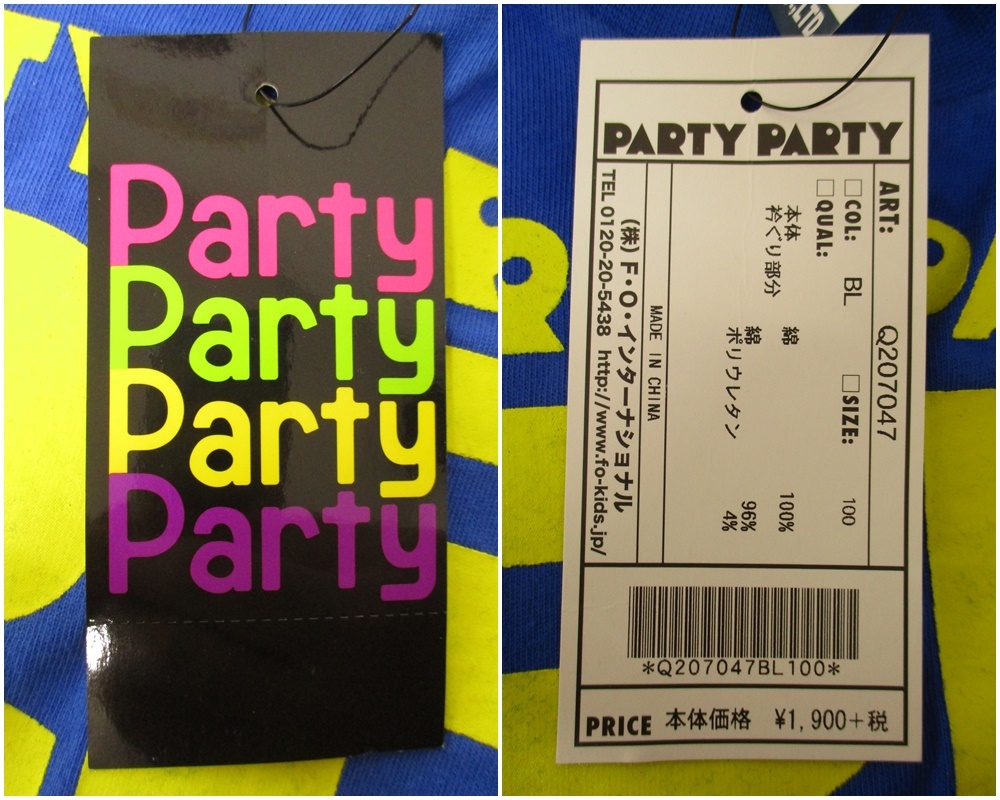 Party
Party
Party
Party
LTD
PARTY PARTY
ART: Q207047
□COL: BL □SIZE: 100
□QUAL:
本体 綿 100%
衿ぐり部分 綿 96%
ポリウレタン 4%
MADE IN CHINA
(株)F・O・インターナショナル
TEL 0120-20-5438 http://www.fo-kids.jp/
*Q207047BL100*
PRICE 本体価格 ¥1,900+税